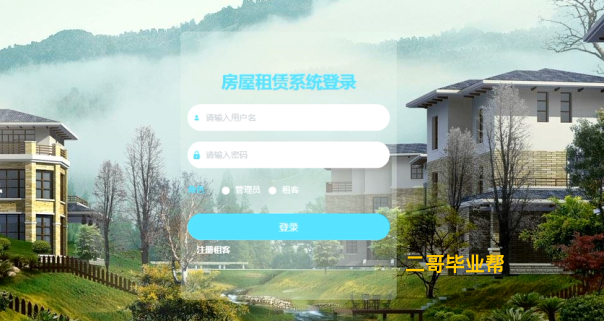 房屋租赁系统登录
请输入用户名
请输入密码
管理员 租客
登录
注册租客
二哥毕业帮